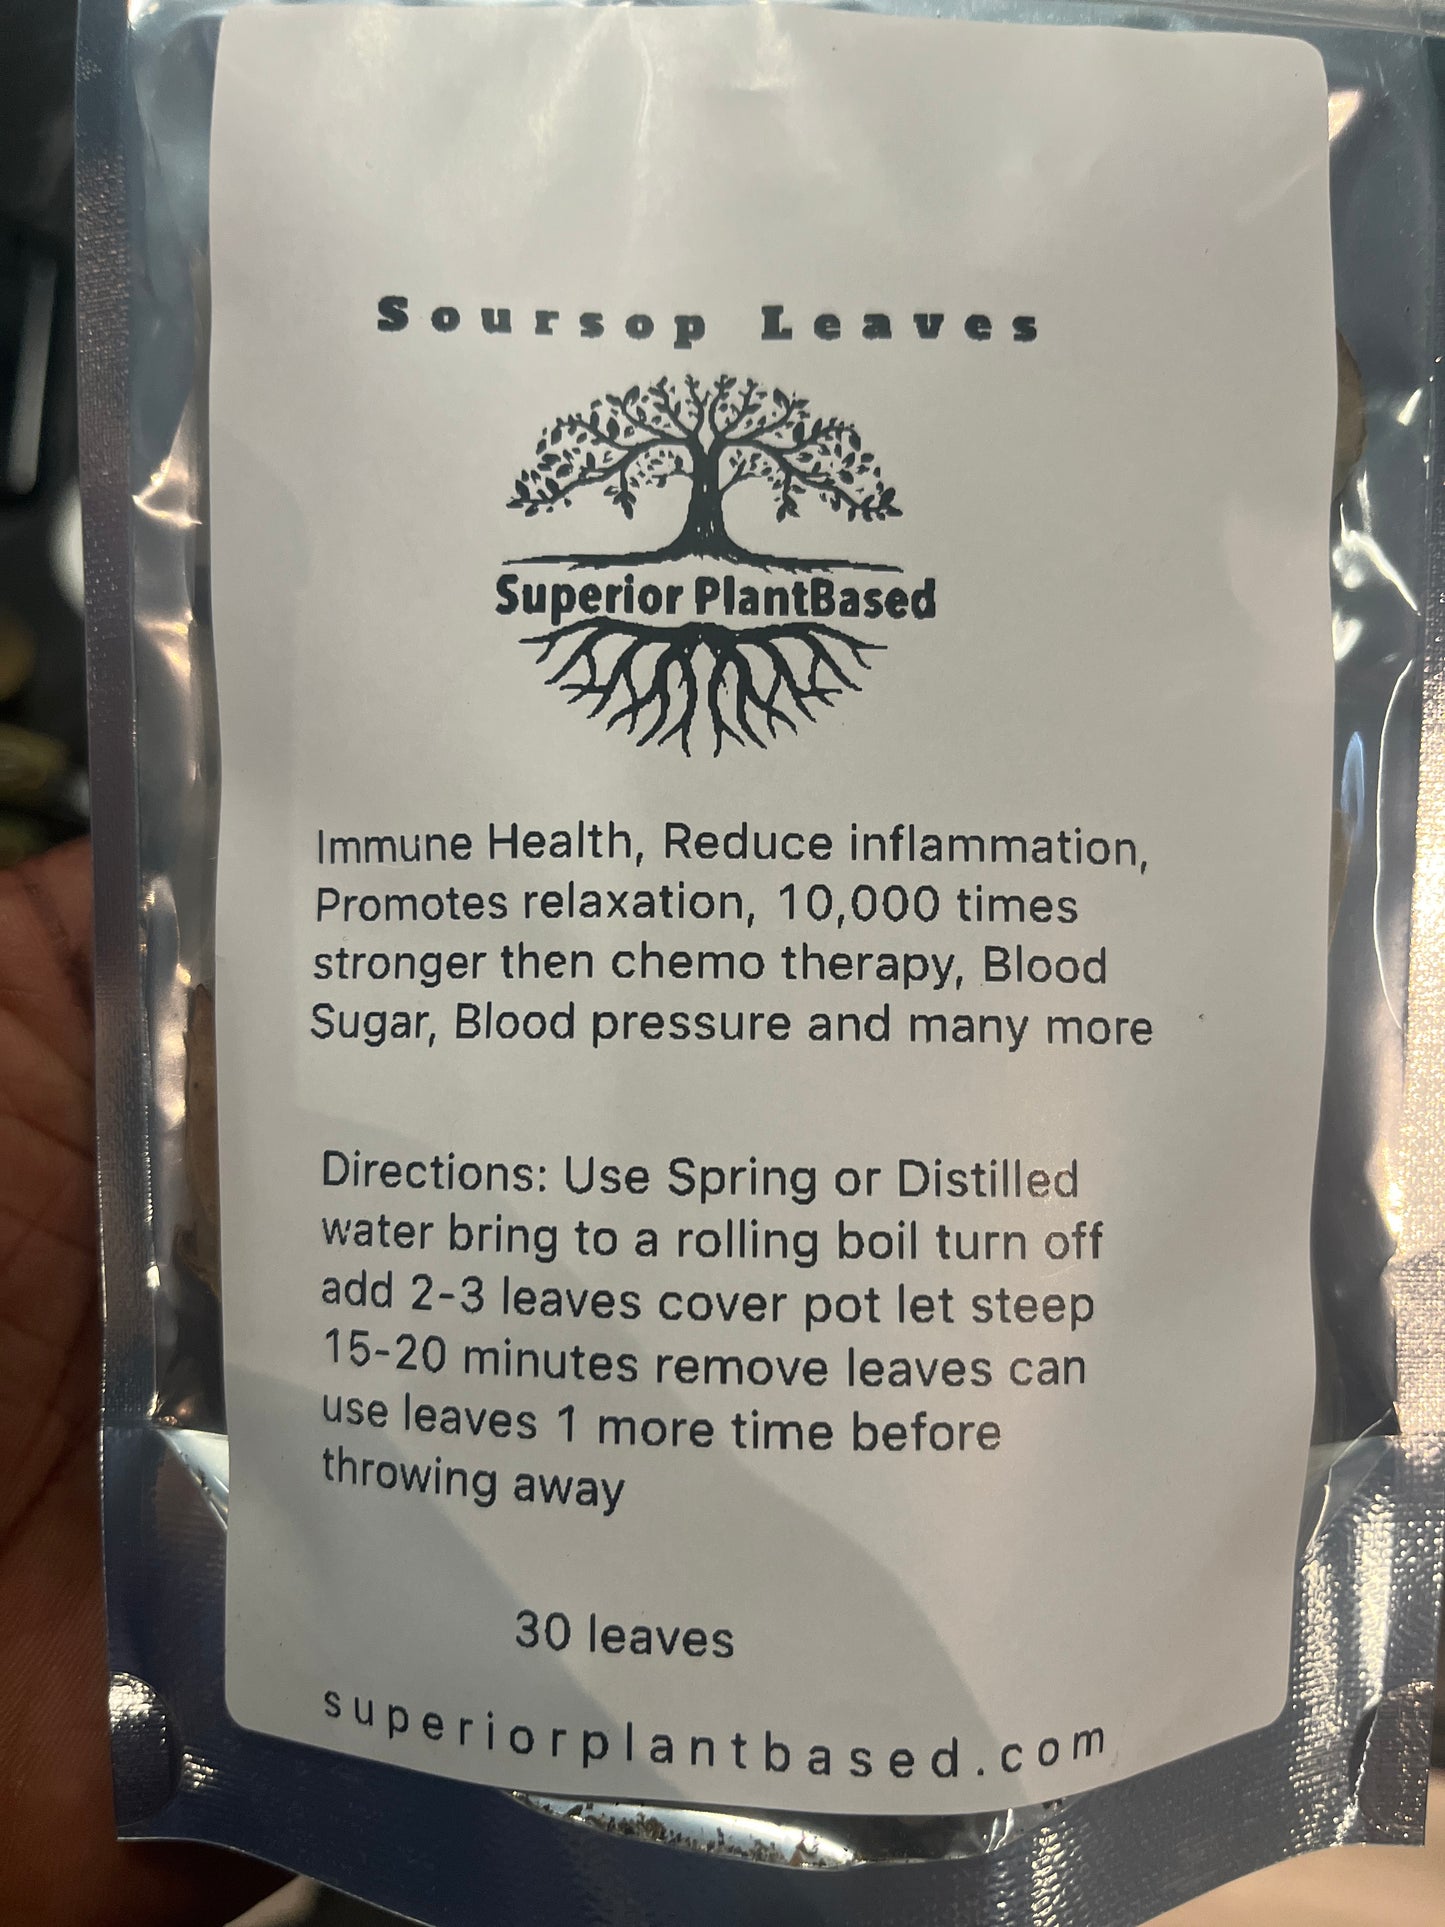 Soursop Leaves
Superior PlantBased
Immune Health, Reduce inflammation,
Promotes relaxation, 10,000 times
stronger then chemo therapy, Blood
Sugar, Blood pressure and many more
Directions: Use Spring or Distilled
water bring to a rolling boil turn off
add 2-3 leaves cover pot let steep
15-20 minutes remove leaves can
use leaves 1 more time before
throwing away
30 leaves
superiorplantbased.com